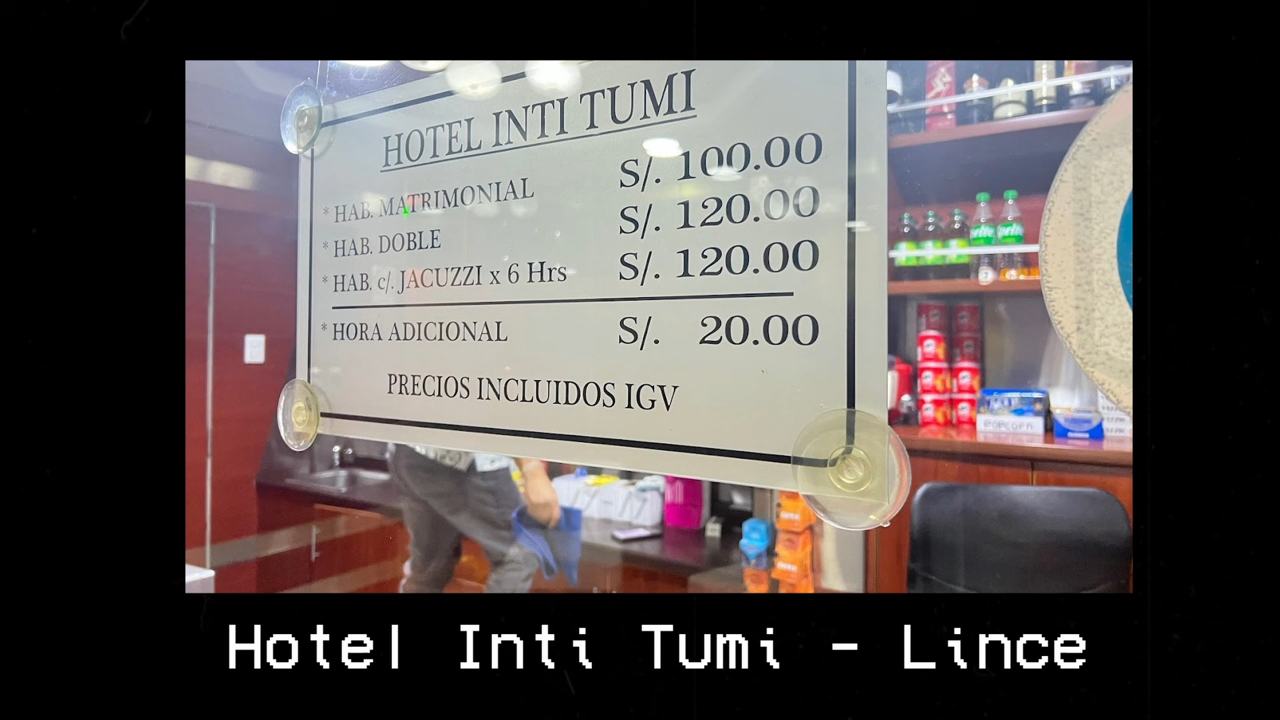 HOTEL INTI TUMI
* HAB. MATRIMONIAL S/. 100.00
* HAB. DOBLE S/. 120.00
* HAB. c/. JACUZZI x 6 Hrs S/. 120.00
* HORA ADICIONAL S/. 20.00
PRECIOS INCLUIDOS IGV
POPCORN
Hotel Inti Tumi - Lince